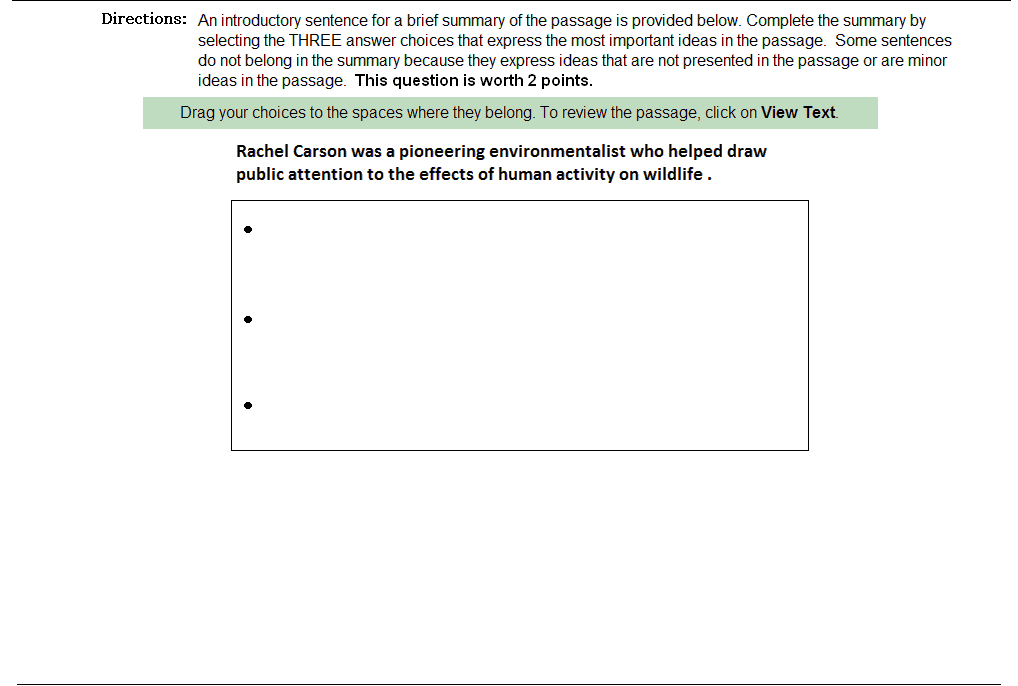 Directions: An introductory sentence for a brief summary of the passage is provided below. Complete the summary by
selecting the THREE answer choices that express the most important ideas in the passage. Some sentences
do not belong in the summary because they express ideas that are not presented in the passage or are minor
ideas in the passage. This question is worth 2 points.
Drag your choices to the spaces where they belong. To review the passage, click on View Text.
Rachel Carson was a pioneering environmentalist who helped draw
public attention to the effects of human activity on wildlife .